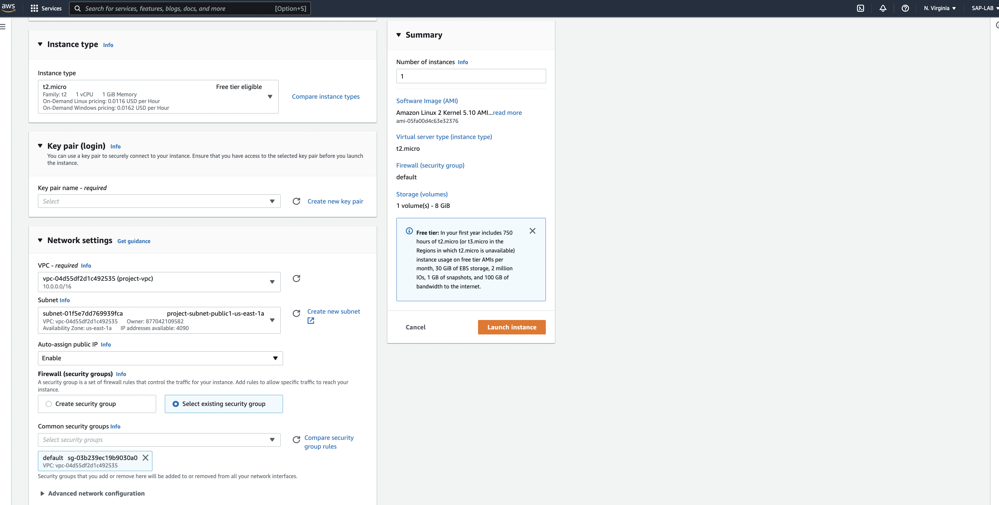 aws
Services
Search for services, features, blogs, docs, and more
[Option+S]
N. Virginia
SAP-LAB
Instance type Info
Instance type
t2.micro Free tier eligible
Family: t2 1 vCPU 1 GiB Memory
On-Demand Linux pricing: 0.0116 USD per Hour
On-Demand Windows pricing: 0.0162 USD per Hour
Compare instance types
Key pair (login) Info
You can use a key pair to securely connect to your instance. Ensure that you have access to the selected key pair before you launch
the instance.
Key pair name - required
Select
Create new key pair
Network settings Get guidance
VPC - required Info
vpc-04d55df2d1c492535 (project-vpc)
10.0.0.0/16
Subnet Info
subnet-01f5e7dd769939fca project-subnet-public1-us-east-1a
VPC: vpc-04d55df2d1c492535 Owner: 877042109582
Availability Zone: us-east-1a IP addresses available: 4090
Create new subnet
Auto-assign public IP Info
Enable
Firewall (security groups) Info
A security group is a set of firewall rules that control the traffic for your instance. Add rules to allow specific traffic to reach your
instance.
Create security group
Select existing security group
Common security groups Info
Select security groups
Compare security
group rules
default sg-03b239ec19b9030a0
VPC: vpc-04d55df2d1c492535
Security groups that you add or remove here will be added to or removed from all your network interfaces.
Advanced network configuration
Summary
Number of instances Info
1
Software Image (AMI)
Amazon Linux 2 Kernel 5.10 AMI...read more
ami-05fa00d4c63e32376
Virtual server type (instance type)
t2.micro
Firewall (security group)
default
Storage (volumes)
1 volume(s) - 8 GiB
Free tier: In your first year includes 750
hours of t2.micro (or t3.micro in the
Regions in which t2.micro is unavailable)
instance usage on free tier AMIs per
month, 30 GiB of EBS storage, 2 million
IOs, 1 GB of snapshots, and 100 GB of
bandwidth to the internet.
Cancel
Launch instance